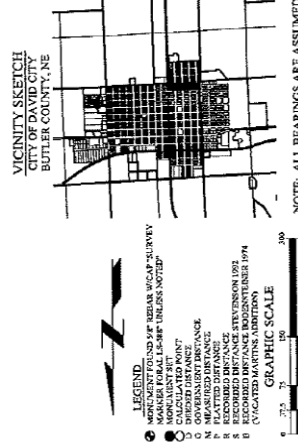 VICINITY SKETCH
CITY OF DAVID CITY
BUTLER COUNTY, NE
NOTE: ALL BEARINGS ARE ASSUMED
LEGEND
MONUMENT FOUND 5/8" REBAR W/CAP "SURVEY
MARKER FORAL LS-588" UNLESS NOTED"
MONUMENT SET
CALCULATED POINT
D DEEDED DISTANCE
G GOVERNMENT DISTANCE
M MEASURED DISTANCE
P PLATTED DISTANCE
R RECORDED DISTANCE
S RECORDED DISTANCE STEVENSON 1992
B RECORDED DISTANCE BODENSTEINER 1974
(VACATED MARTINS ADDITION)
GRAPHIC SCALE
0 37.5 75 150 300